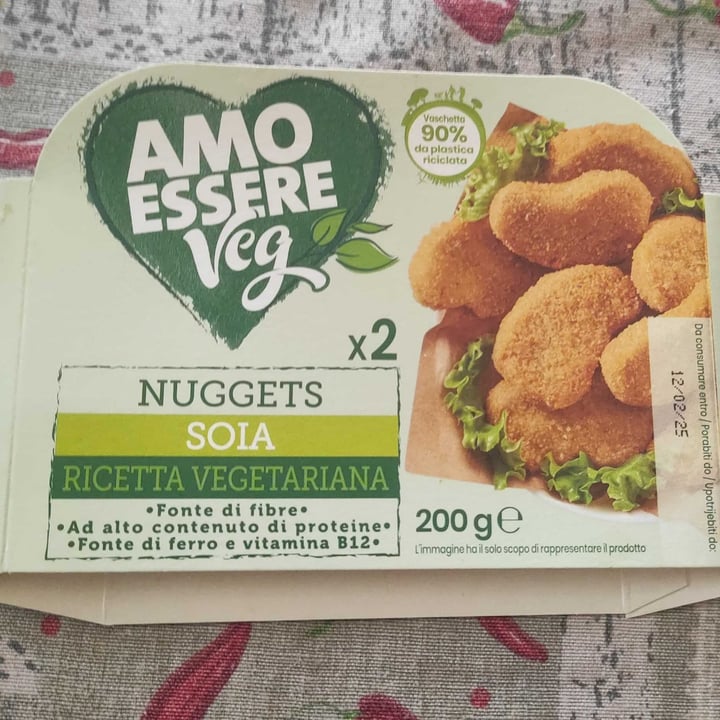 AMO
ESSERE
Veg
Vaschetta
90%
da plastica
riciclata
x2
NUGGETS
SOIA
RICETTA VEGETARIANA
•Fonte di fibre•
•Ad alto contenuto di proteine•
•Fonte di ferro e vitamina B12•
200 g ℮
L'immagine ha il solo scopo di rappresentare il prodotto
Da consumare entro / Porabiti do / Upotrijebiti do:
12/02/25